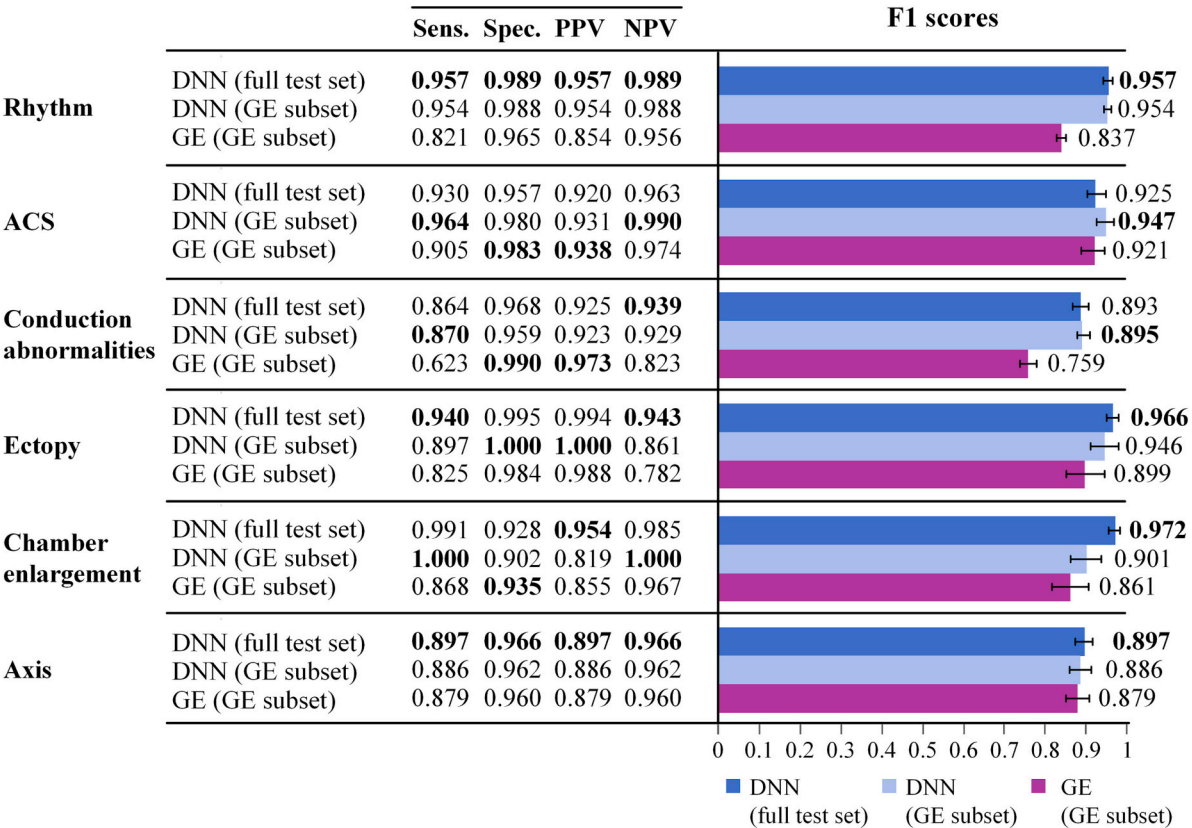 Sens. Spec. PPV NPV F1 scores
Rhythm
DNN (full test set) 0.957 0.989 0.957 0.989 0.957
DNN (GE subset) 0.954 0.988 0.954 0.988 0.954
GE (GE subset) 0.821 0.965 0.854 0.956 0.837
ACS
DNN (full test set) 0.930 0.957 0.920 0.963 0.925
DNN (GE subset) 0.964 0.980 0.931 0.990 0.947
GE (GE subset) 0.905 0.983 0.938 0.974 0.921
Conduction
abnormalities
DNN (full test set) 0.864 0.968 0.925 0.939 0.893
DNN (GE subset) 0.870 0.959 0.923 0.929 0.895
GE (GE subset) 0.623 0.990 0.973 0.823 0.759
Ectopy
DNN (full test set) 0.940 0.995 0.994 0.943 0.966
DNN (GE subset) 0.897 1.000 1.000 0.861 0.946
GE (GE subset) 0.825 0.984 0.988 0.782 0.899
Chamber
enlargement
DNN (full test set) 0.991 0.928 0.954 0.985 0.972
DNN (GE subset) 1.000 0.902 0.819 1.000 0.901
GE (GE subset) 0.868 0.935 0.855 0.967 0.861
Axis
DNN (full test set) 0.897 0.966 0.897 0.966 0.897
DNN (GE subset) 0.886 0.962 0.886 0.962 0.886
GE (GE subset) 0.879 0.960 0.879 0.960 0.879
0 0.1 0.2 0.3 0.4 0.5 0.6 0.7 0.8 0.9 1
DNN
(full test set)
DNN
(GE subset)
GE
(GE subset)